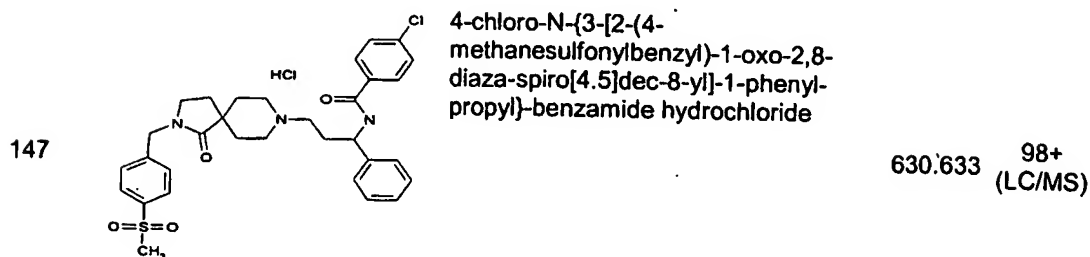 147
Cl
HCl
O
N
N
N
O
O=S=O
CH₃
4-chloro-N-{3-[2-(4-
methanesulfonylbenzyl)-1-oxo-2,8-
diaza-spiro[4.5]dec-8-yl]-1-phenyl-
propyl}-benzamide hydrochloride
630.633
98+
(LC/MS)